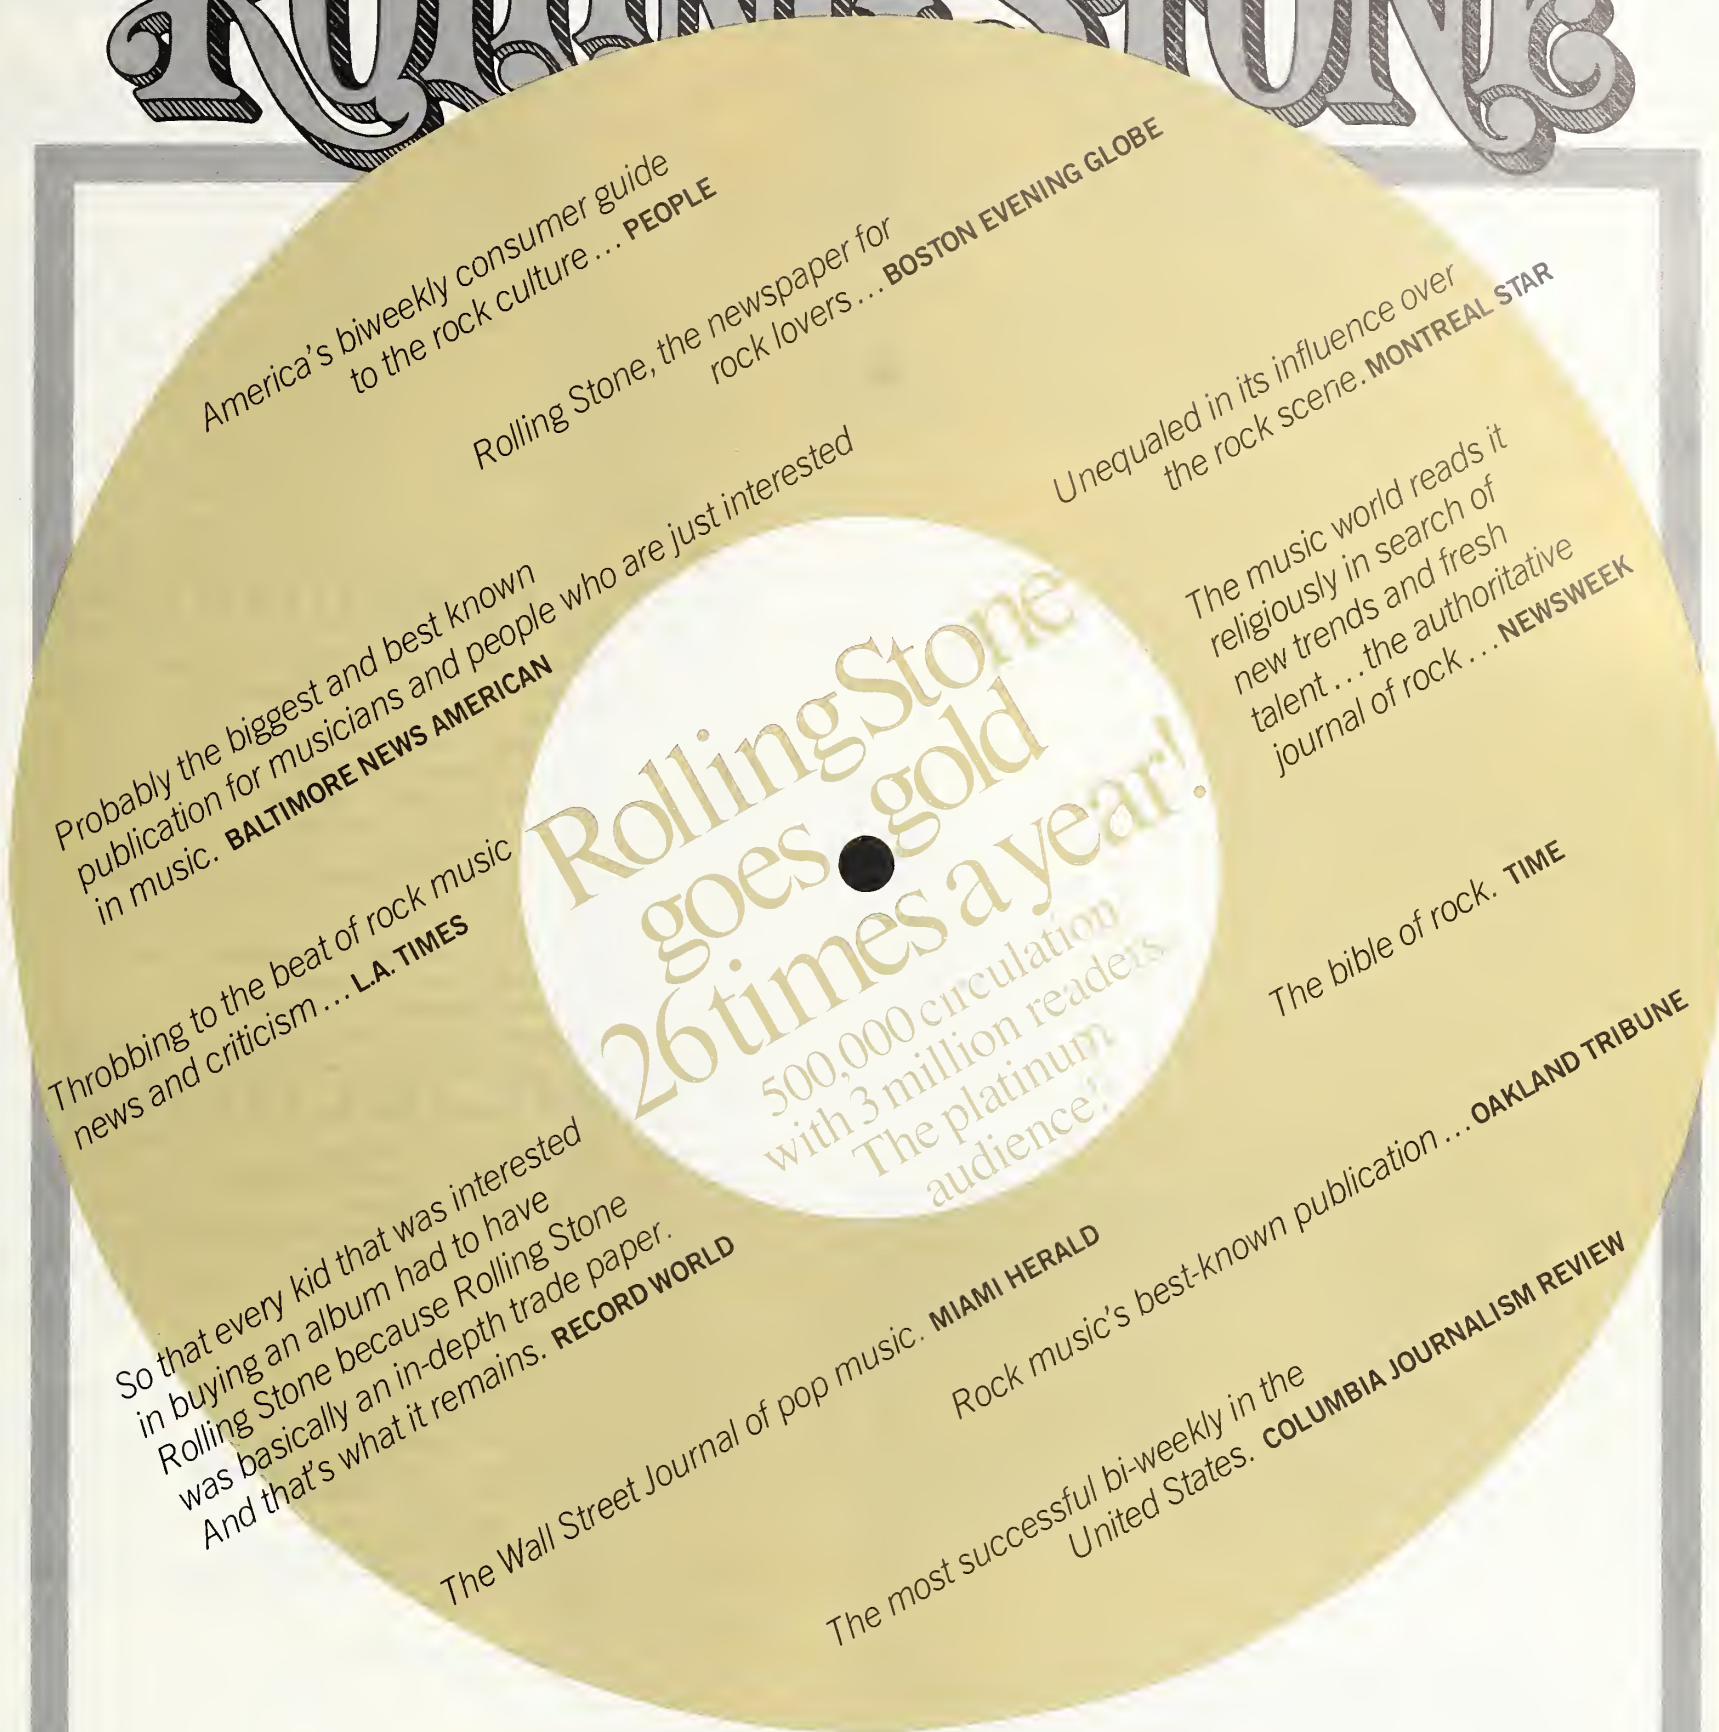 ROLLING STONE
America's biweekly consumer guide
to the rock culture... PEOPLE
Rolling Stone, the newspaper for
rock lovers... BOSTON EVENING GLOBE
Unequaled in its influence over
the rock scene. MONTREAL STAR
The music world reads it
religiously in search of
new trends and fresh
talent...the authoritative
journal of rock... NEWSWEEK
Probably the biggest and best known
publication for musicians and people who are just interested
in music. BALTIMORE NEWS AMERICAN
Rolling Stone
goes gold
26 times a year!
500,000 circulation
with 3 million readers.
The platinum
audience!
Throbbing to the beat of rock music
news and criticism... L.A. TIMES
The bible of rock. TIME
So that every kid that was interested
in buying an album had to have
Rolling Stone because Rolling Stone
was basically an in-depth trade paper.
And that's what it remains. RECORD WORLD
The Wall Street Journal of pop music. MIAMI HERALD
Rock music's best-known publication... OAKLAND TRIBUNE
The most successful bi-weekly in the
United States. COLUMBIA JOURNALISM REVIEW